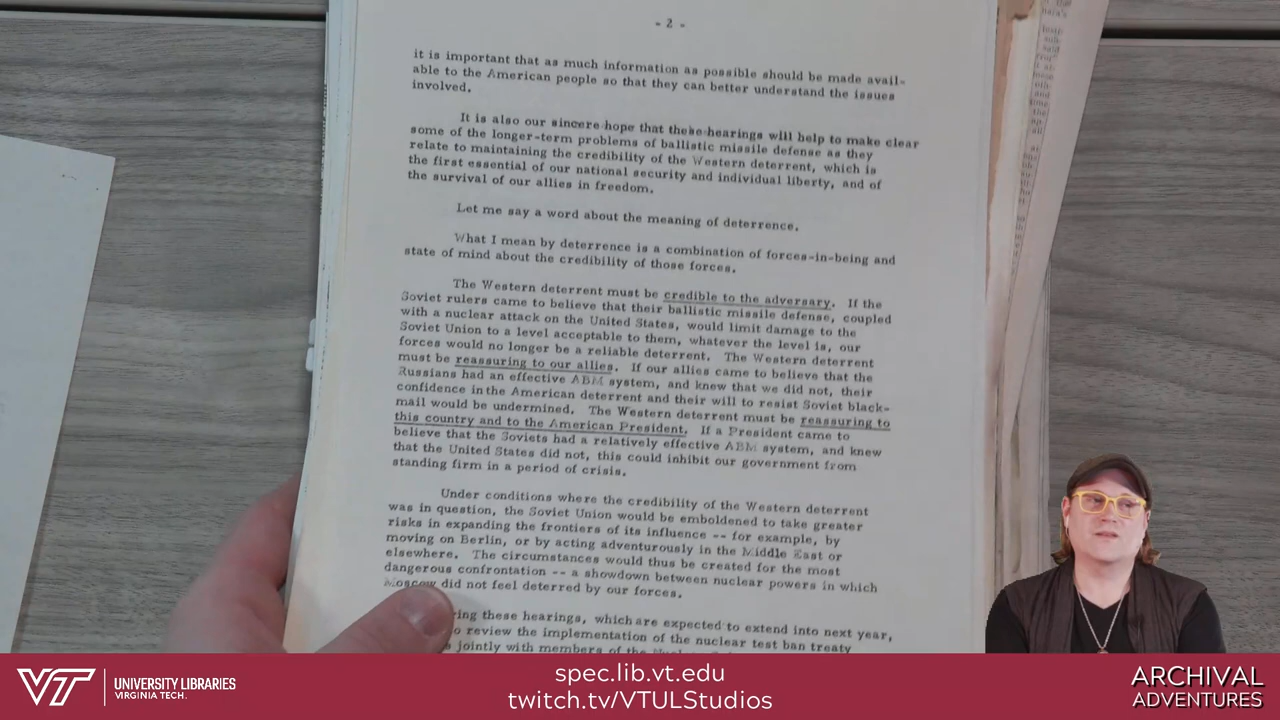 - 2 -
it is important that as much information as possible should be made avail-
able to the American people so that they can better understand the issues
involved.
It is also our sincere hope that these hearings will help to make clear
some of the longer-term problems of ballistic missile defense as they
relate to maintaining the credibility of the Western deterrent, which is
the first essential of our national security and individual liberty, and of
the survival of our allies in freedom.
Let me say a word about the meaning of deterrence.
What I mean by deterrence is a combination of forces-in-being and
state of mind about the credibility of those forces.
The Western deterrent must be credible to the adversary. If the
Soviet rulers came to believe that their ballistic missile defense, coupled
with a nuclear attack on the United States, would limit damage to the
Soviet Union to a level acceptable to them, whatever the level is, our
forces would no longer be a reliable deterrent. The Western deterrent
must be reassuring to our allies. If our allies came to believe that the
Russians had an effective ABM system, and knew that we did not, their
confidence in the American deterrent and their will to resist Soviet black-
mail would be undermined. The Western deterrent must be reassuring to
this country and to the American President. If a President came to
believe that the Soviets had a relatively effective ABM system, and knew
that the United States did not, this could inhibit our government from
standing firm in a period of crisis.
Under conditions where the credibility of the Western deterrent
was in question, the Soviet Union would be emboldened to take greater
risks in expanding the frontiers of its influence -- for example, by
moving on Berlin, or by acting adventurously in the Middle East or
elsewhere. The circumstances would thus be created for the most
dangerous confrontation -- a showdown between nuclear powers in which
Moscow did not feel deterred by our forces.
these hearings, which are expected to extend into next year,
to review the implementation of the nuclear test ban treaty
jointly with members of the
VT UNIVERSITY LIBRARIES
VIRGINIA TECH.
spec.lib.vt.edu
twitch.tv/VTULStudios
ARCHIVAL
ADVENTURES